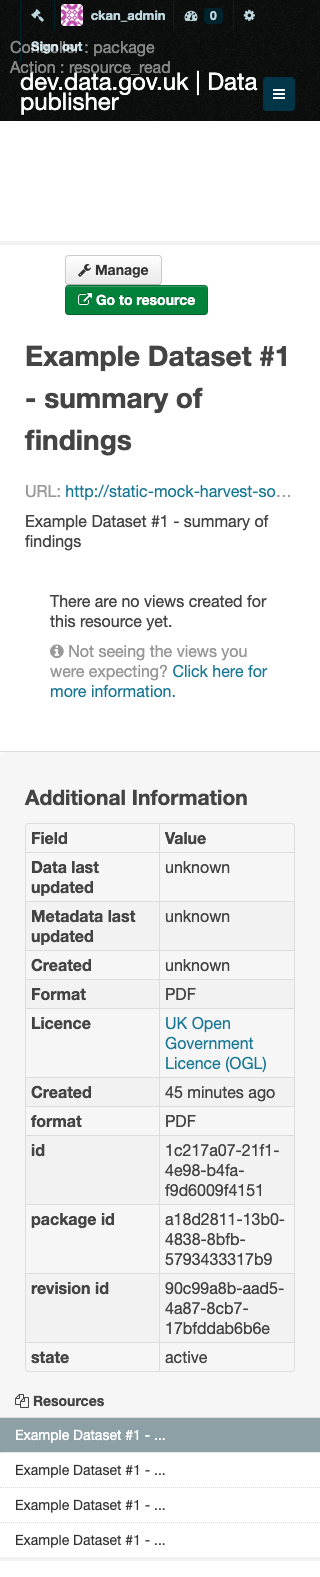 ckan_admin 0
Sign out
Controller : package
Action : resource_read
dev.data.gov.uk | Data
publisher
Manage
Go to resource
Example Dataset #1
- summary of
findings
URL: http://static-mock-harvest-so...
Example Dataset #1 - summary of
findings
There are no views created for
this resource yet.
Not seeing the views you
were expecting? Click here for
more information.
Additional Information
Field Value
Data last
updated
unknown
Metadata last
updated
unknown
Created unknown
Format PDF
Licence UK Open
Government
Licence (OGL)
Created 45 minutes ago
format PDF
id 1c217a07-21f1-
4e98-b4fa-
f9d6009f4151
package id a18d2811-13b0-
4838-8bfb-
5793433317b9
revision id 90c99a8b-aad5-
4a87-8cb7-
17bfddab6b6e
state active
Resources
Example Dataset #1 - ...
Example Dataset #1 - ...
Example Dataset #1 - ...
Example Dataset #1 - ...